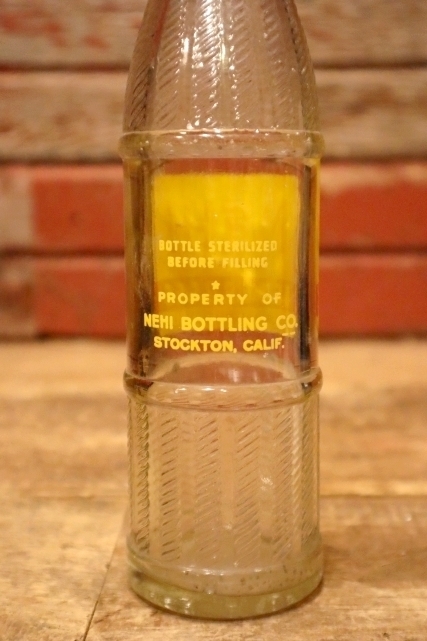 BOTTLE STERILIZED
BEFORE FILLING
★
PROPERTY OF
NEHI BOTTLING CO.
STOCKTON, CALIF.